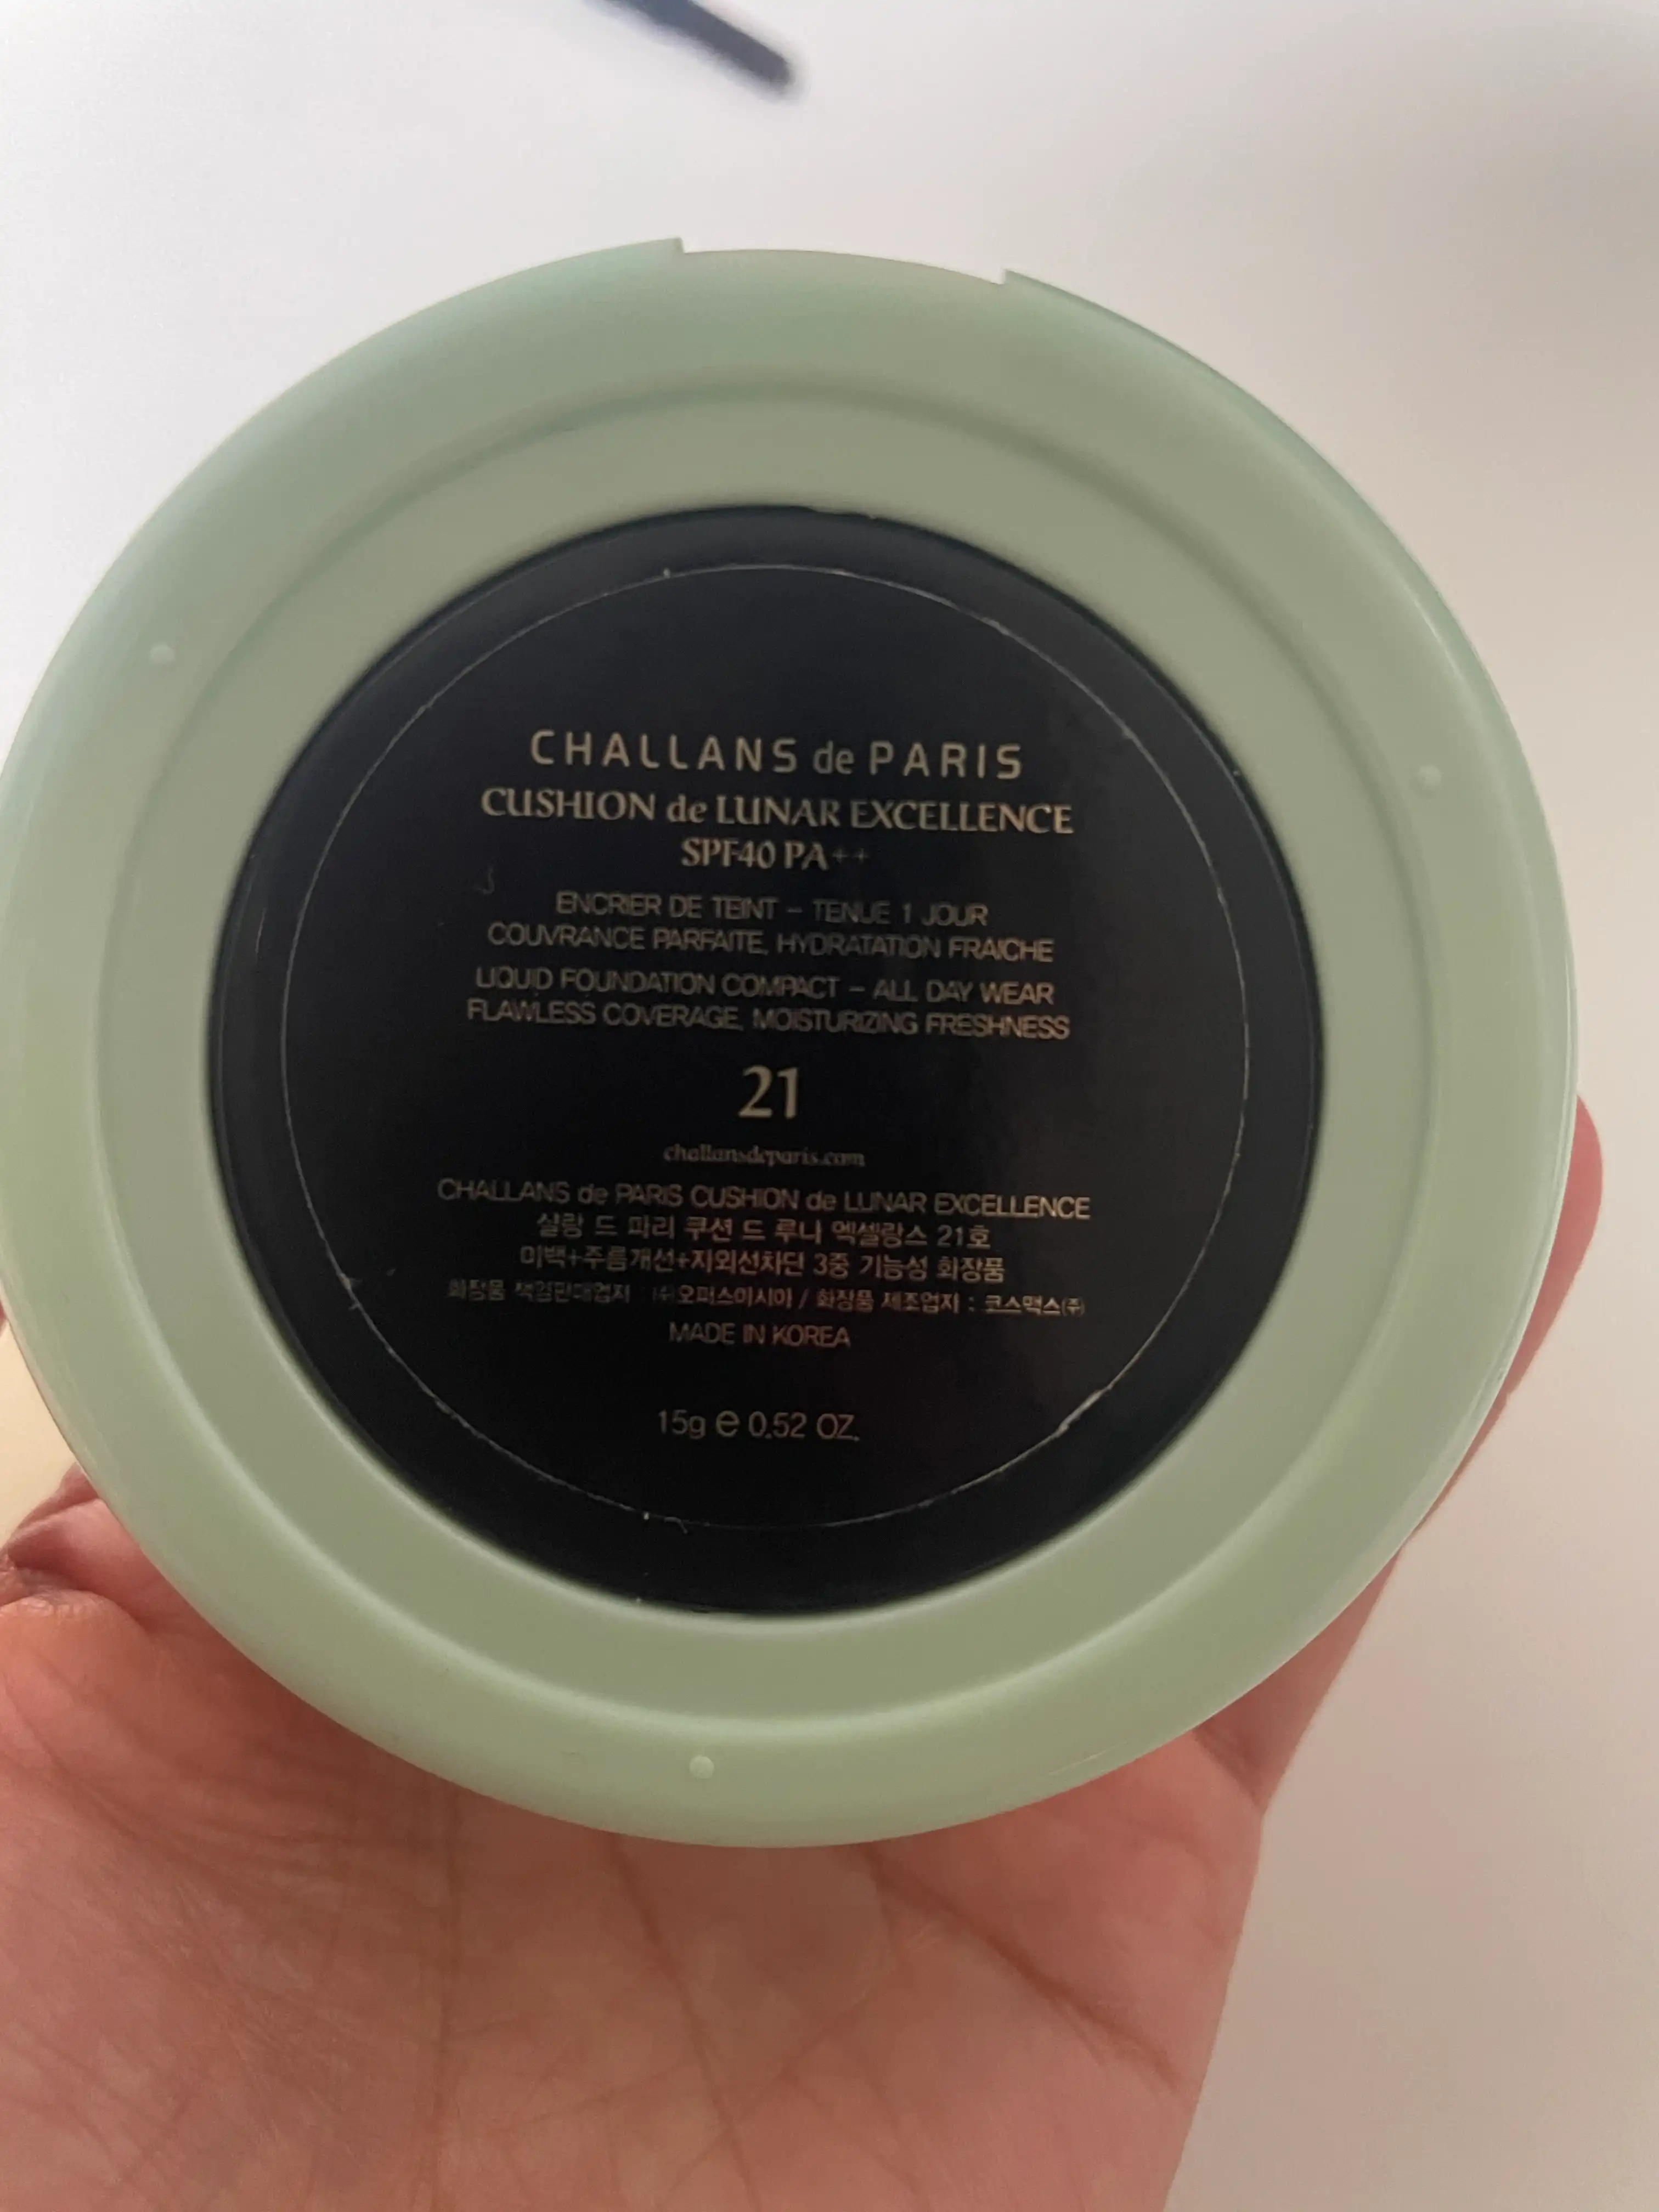 CHALLANS de PARIS
CUSHION de LUNAR EXCELLENCE
SPF40 PA++
ENCRIER DE TEINT – TENUE 1 JOUR
COUVRANCE PARFAITE, HYDRATATION FRAICHE
LIQUID FOUNDATION COMPACT – ALL DAY WEAR
FLAWLESS COVERAGE, MOISTURIZING FRESHNESS
21
challansdeparis.com
CHALLANS de PARIS CUSHION de LUNAR EXCELLENCE
샬랑 드 파리 쿠션 드 루나 엑셀랑스 21호
미백+주름개선+자외선차단 3중 기능성 화장품
화장품 책임판매업자 : ㈜오퍼스미시아 / 화장품 제조업자 : 코스맥스㈜
MADE IN KOREA
15g e 0.52 OZ.